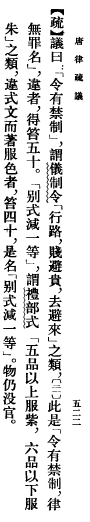 唐律疏議
五二二
【疏】議曰:「令有禁制」,謂儀制令「行路,賤避貴,去避來」之類,〔三〕此是「令有禁制,律
無罪名」,違者,得笞五十。「別式減一等」,謂禮部式「五品以上服紫,六品以下服
朱」之類,違式文而著服色者,笞四十,是名「別式減一等」。物仍没官。